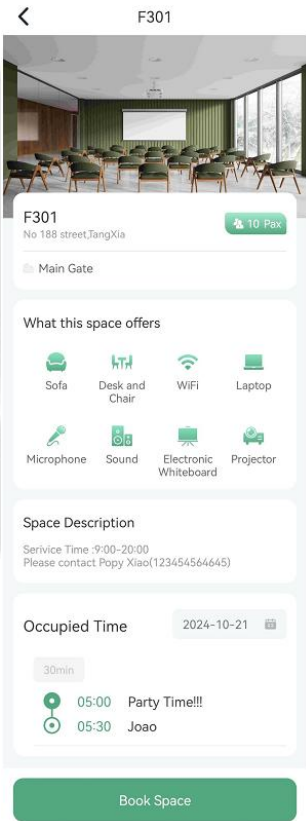 F301
F301
10 Pax
No 188 street,TangXia
Main Gate
What this space offers
Sofa
Desk and
Chair
WiFi
Laptop
Microphone
Sound
Electronic
Whiteboard
Projector
Space Description
Serivice Time :9:00-20:00
Please contact Popy Xiao(123454564645)
Occupied Time
2024-10-21
30min
05:00 Party Time!!!
05:30 Joao
Book Space